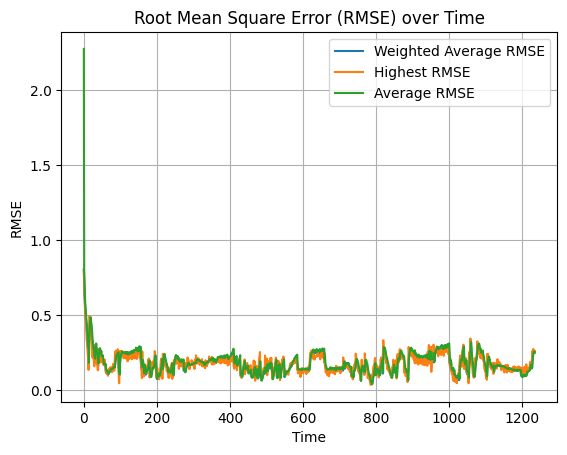 Root Mean Square Error (RMSE) over Time
Weighted Average RMSE
Highest RMSE
Average RMSE
RMSE
2.0
1.5
1.0
0.5
0.0
0 200 400 600 800 1000 1200
Time